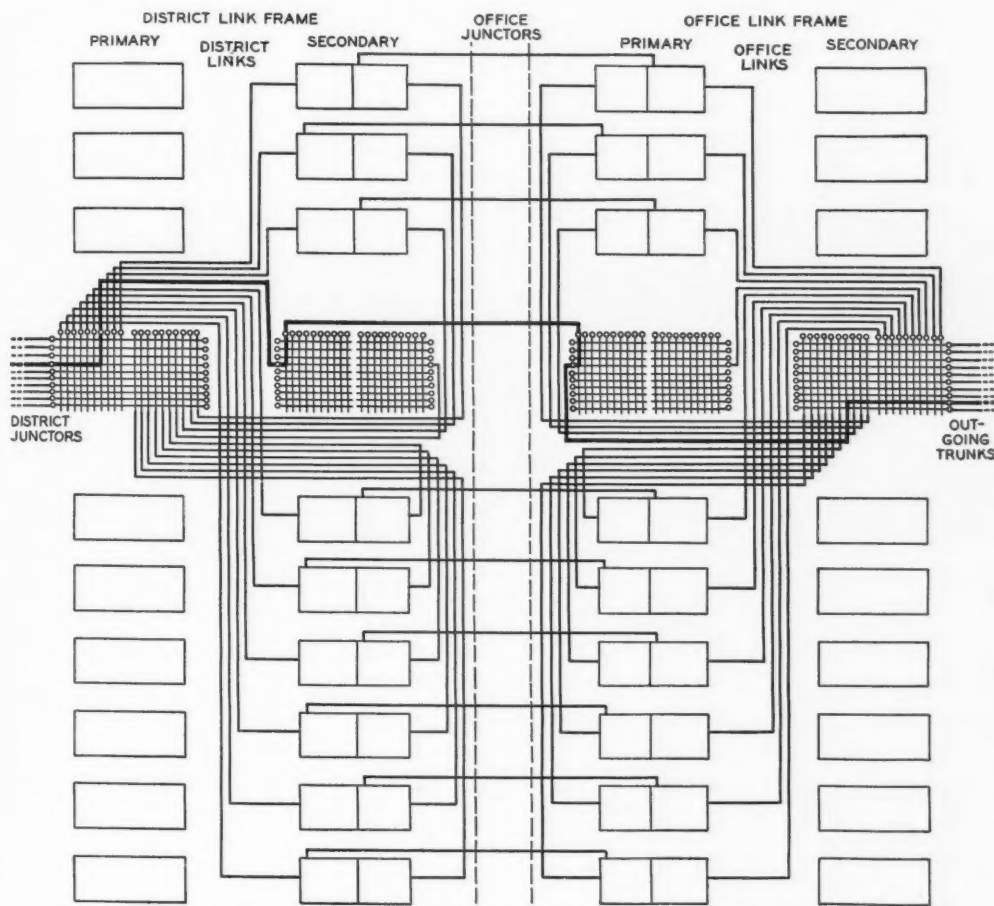 DISTRICT LINK FRAME
OFFICE JUNCTORS
OFFICE LINK FRAME
PRIMARY
DISTRICT LINKS
SECONDARY
PRIMARY
OFFICE LINKS
SECONDARY
DISTRICT JUNCTORS
OUT-
GOING
TRUNKS